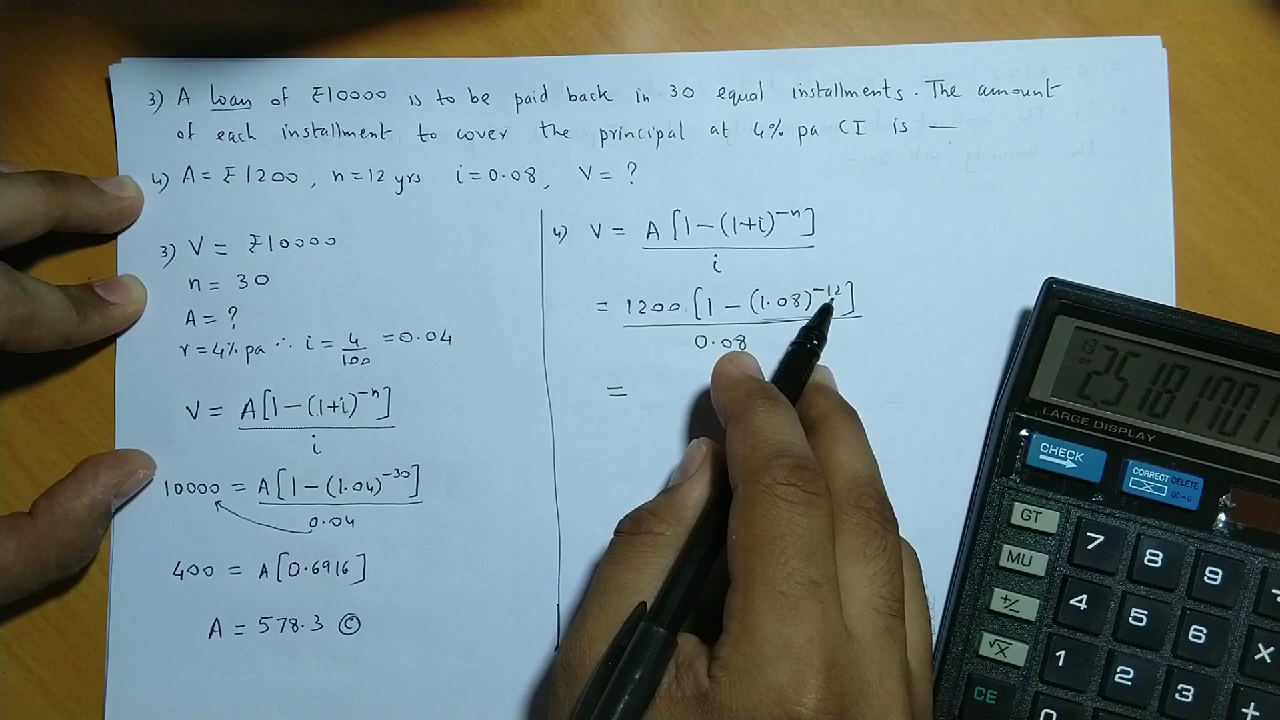 3) A loan of ₹10000 is to be paid back in 30 equal installments. The amount
of each installment to cover the principal at 4% pa CI is —
4) A = ₹1200, n=12 yrs i=0.08, V = ?
3) V = ₹10000
n = 30
A = ?
r=4% pa ∴ i = 4/100 = 0.04
V = A[1-(1+i)^-n]
i
10000 = A[1-(1.04)^-30]
0.04
400 = A[0.6916]
A = 578.3 ©
4) V = A[1-(1+i)^-n]
i
= 1200[1-(1.08)^-12]
0.08
=
LARGE DISPLAY
CHECK
CORRECT DELETE
00→0
GT
MU
+/-
√X
CE
7
8
9
4
5
6
X
1
2
3
+